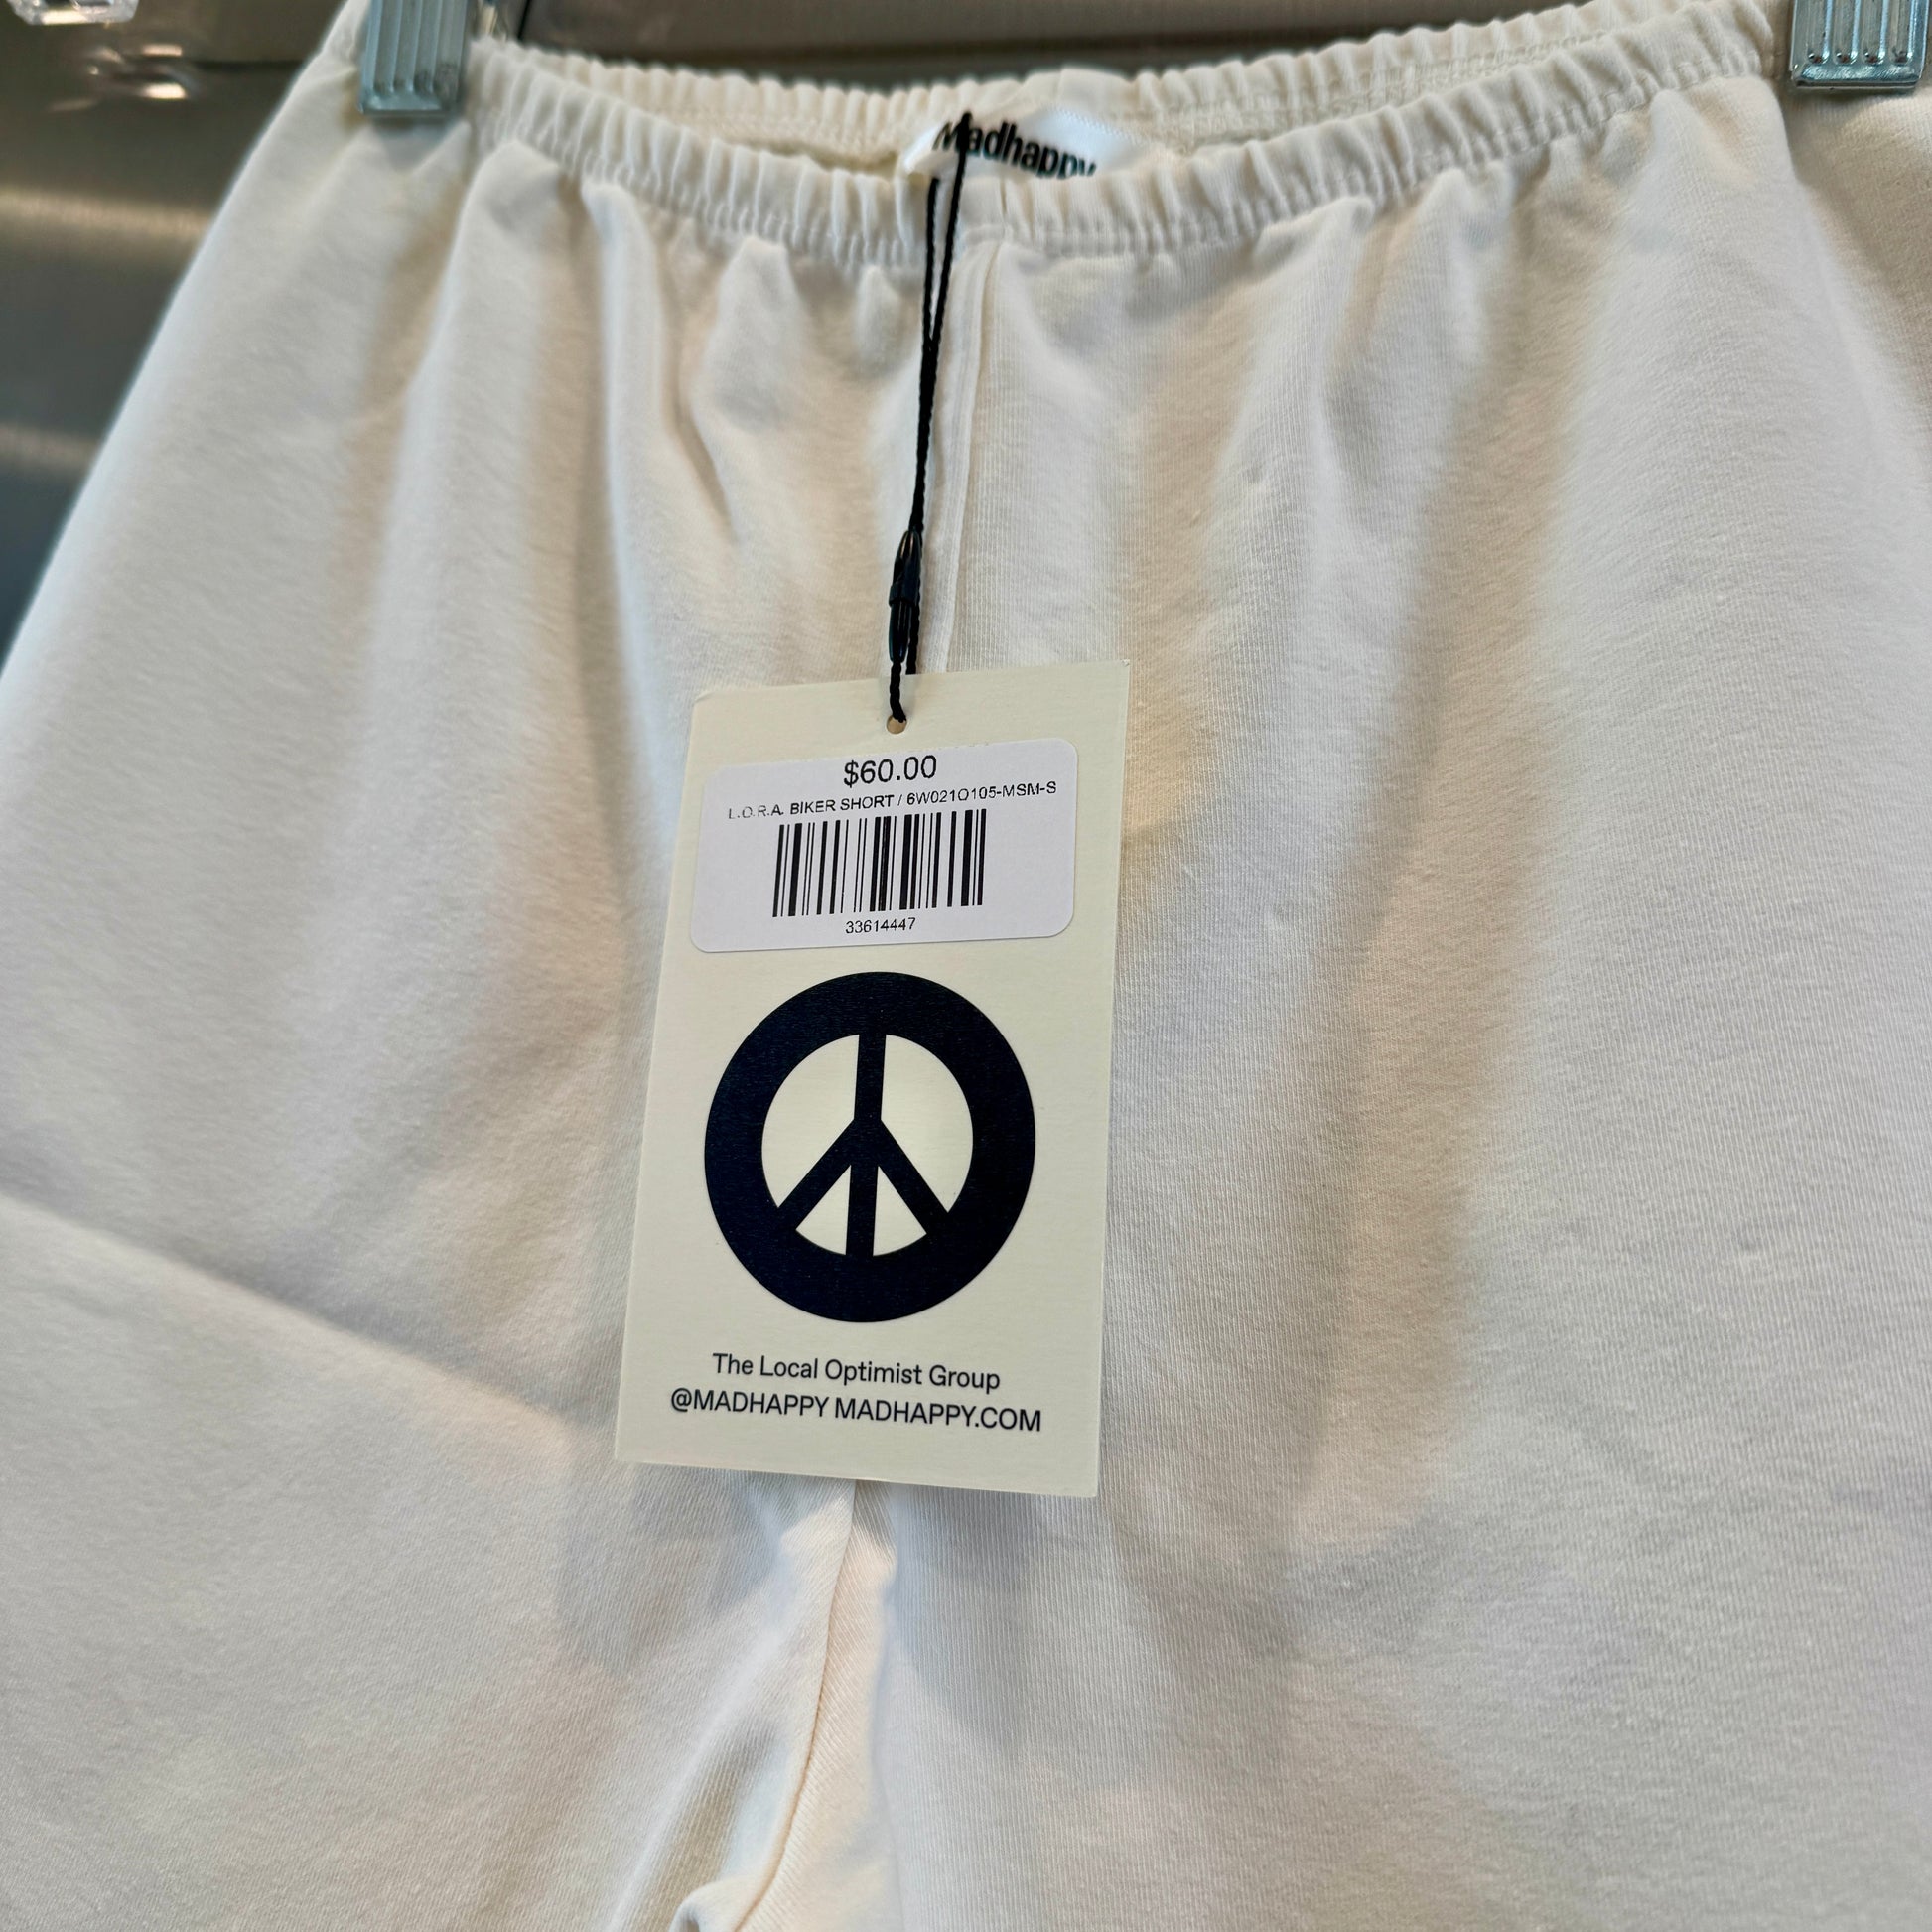 Madhappy
$60.00
L.O.R.A. BIKER SHORT / 6W021O105-MSM-S
33614447
The Local Optimist Group
@MADHAPPY MADHAPPY.COM